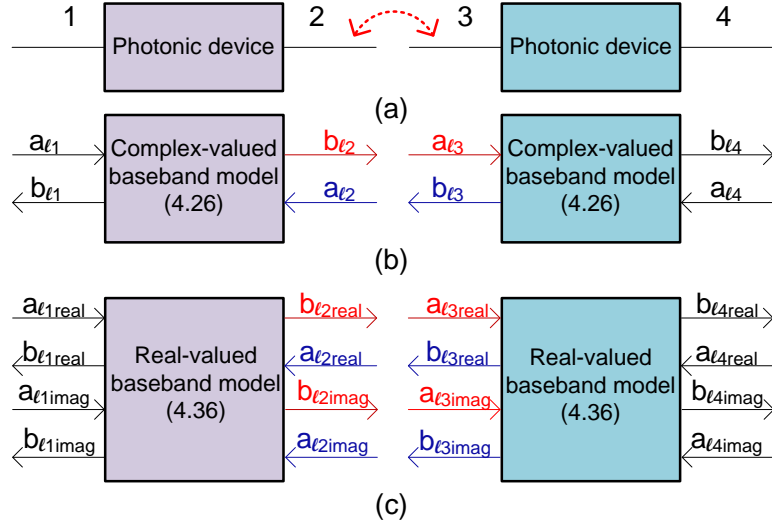 1 2 3 4
Photonic device Photonic device
(a)
aℓ1 bℓ2 aℓ3 bℓ4
Complex-valued baseband model (4.26) Complex-valued baseband model (4.26)
bℓ1 aℓ2 bℓ3 aℓ4
(b)
aℓ1real bℓ2real aℓ3real bℓ4real
bℓ1real aℓ2real bℓ3real aℓ4real
Real-valued baseband model (4.36) Real-valued baseband model (4.36)
aℓ1imag bℓ2imag aℓ3imag bℓ4imag
bℓ1imag aℓ2imag bℓ3imag aℓ4imag
(c)